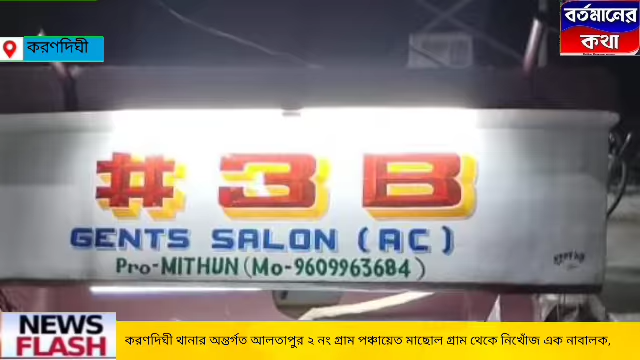 করণদিঘী
বর্তমানের
কথা
#3B
GENTS SALON (AC)
Pro-MITHUN (Mo-9609963684)
NEWS
FLASH
করণদিঘী থানার অন্তর্গত আলতাপুর ২ নং গ্রাম পঞ্চায়েত মাছোল গ্রাম থেকে নিখোঁজ এক নাবালক,